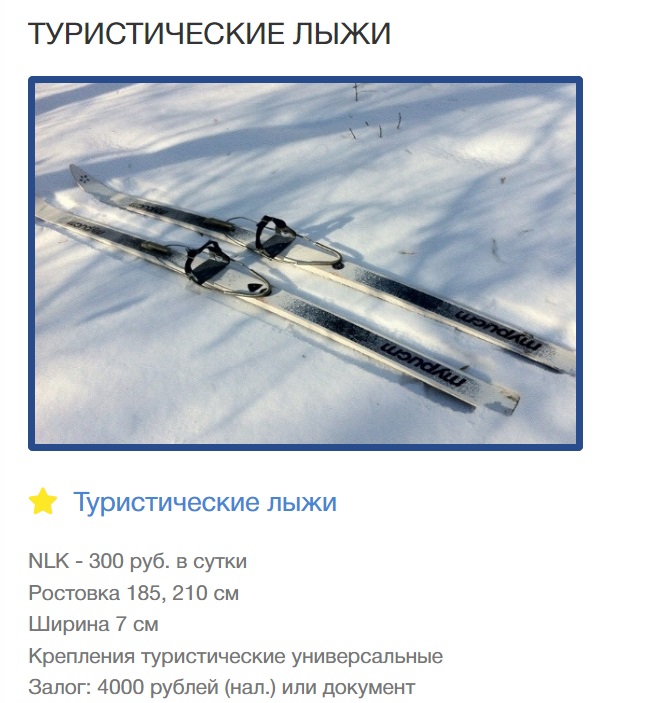 ТУРИСТИЧЕСКИЕ ЛЫЖИ
турист
турист
Туристические лыжи
NLK - 300 руб. в сутки
Ростовка 185, 210 см
Ширина 7 см
Крепления туристические универсальные
Залог: 4000 рублей (нал.) или документ